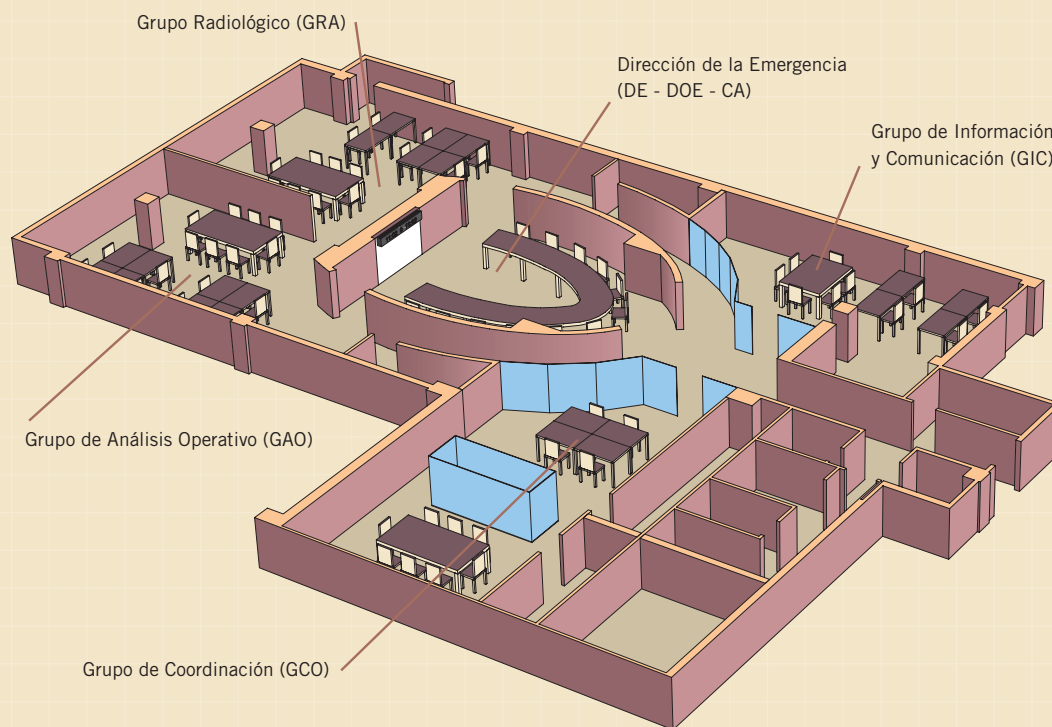 Grupo Radiológico (GRA)
Dirección de la Emergencia
(DE - DOE - CA)
Grupo de Información
y Comunicación (GIC)
Grupo de Análisis Operativo (GAO)
Grupo de Coordinación (GCO)